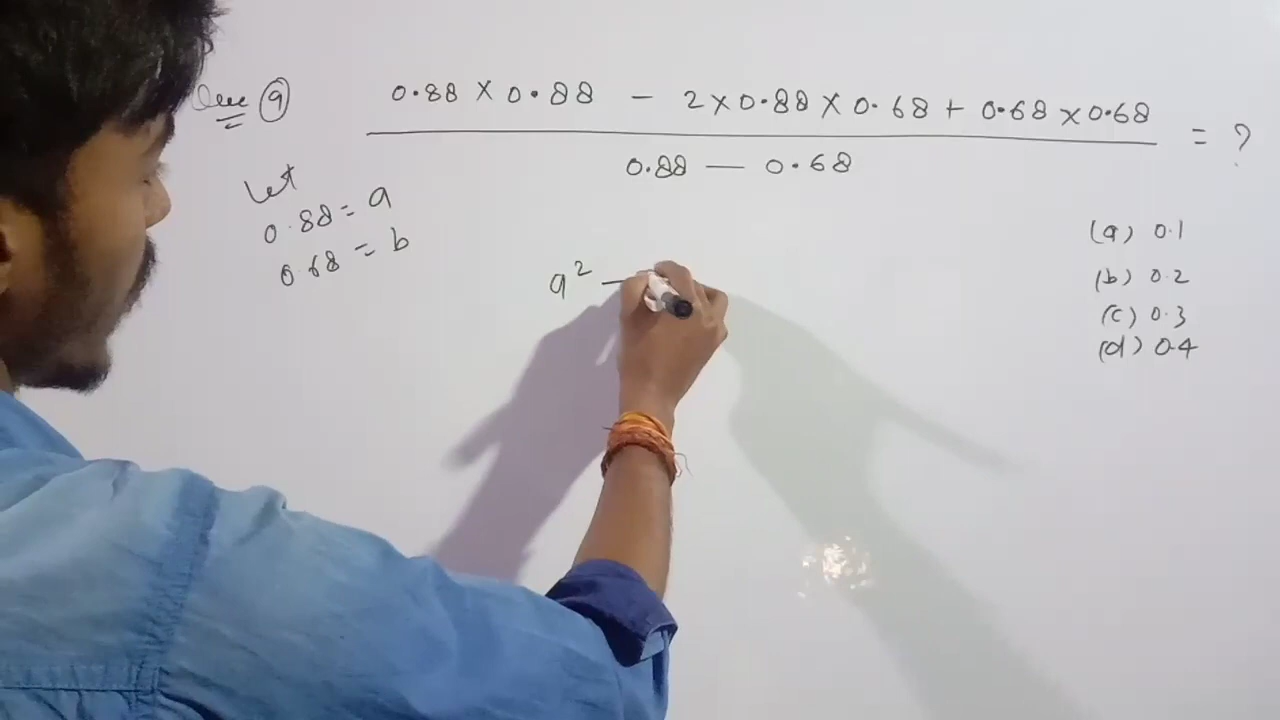 Que 9
0.88 × 0.88 − 2 × 0.88 × 0.68 + 0.68 × 0.68
0.88 — 0.68
= ?
Let
0.88 = a
0.68 = b
a² —
(a) 0.1
(b) 0.2
(c) 0.3
(d) 0.4